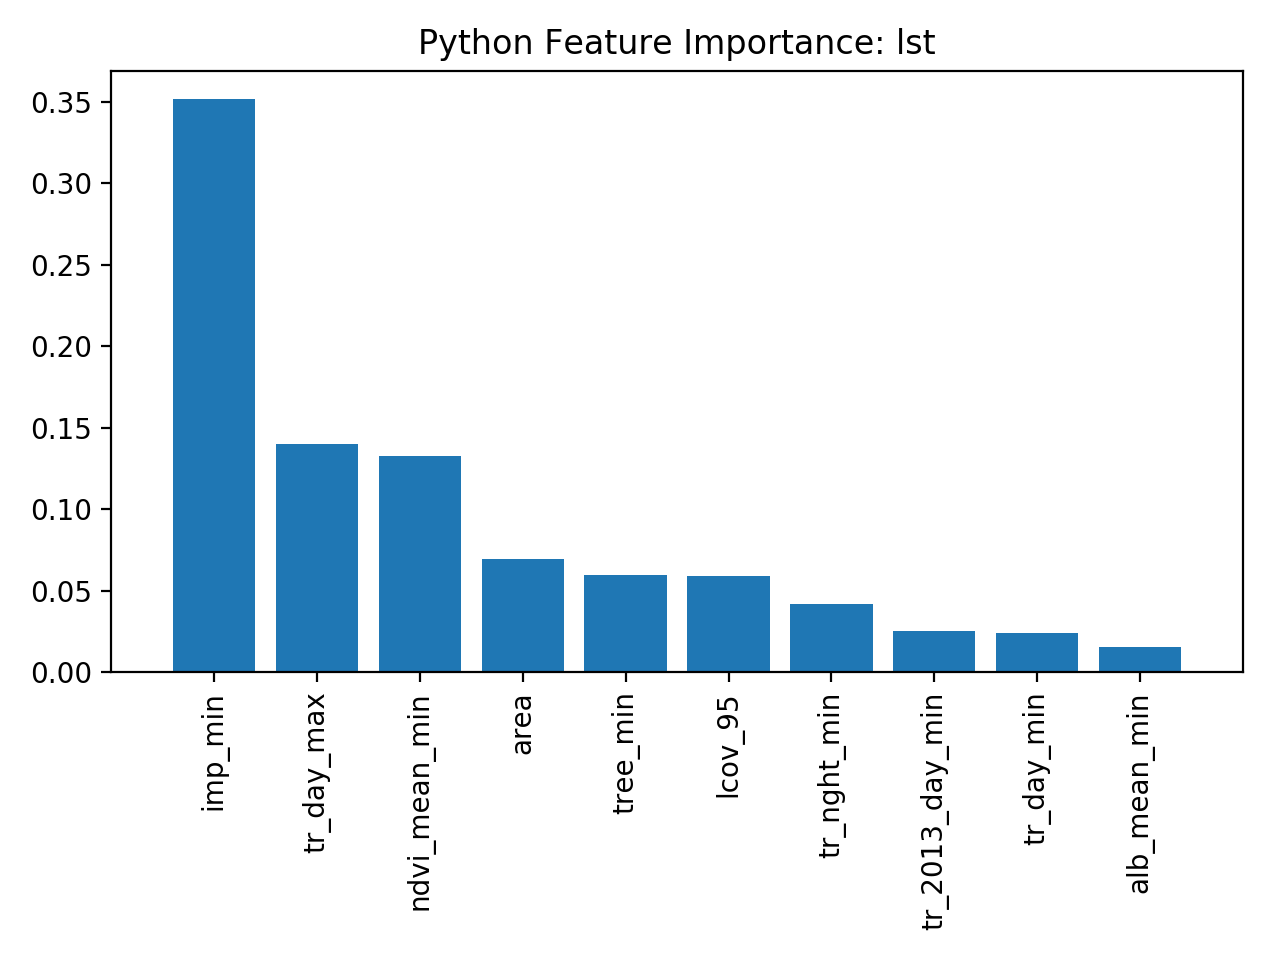 Python Feature Importance: lst
0.35
0.30
0.25
0.20
0.15
0.10
0.05
0.00
imp_min
tr_day_max
ndvi_mean_min
area
tree_min
lcov_95
tr_nght_min
tr_2013_day_min
tr_day_min
alb_mean_min